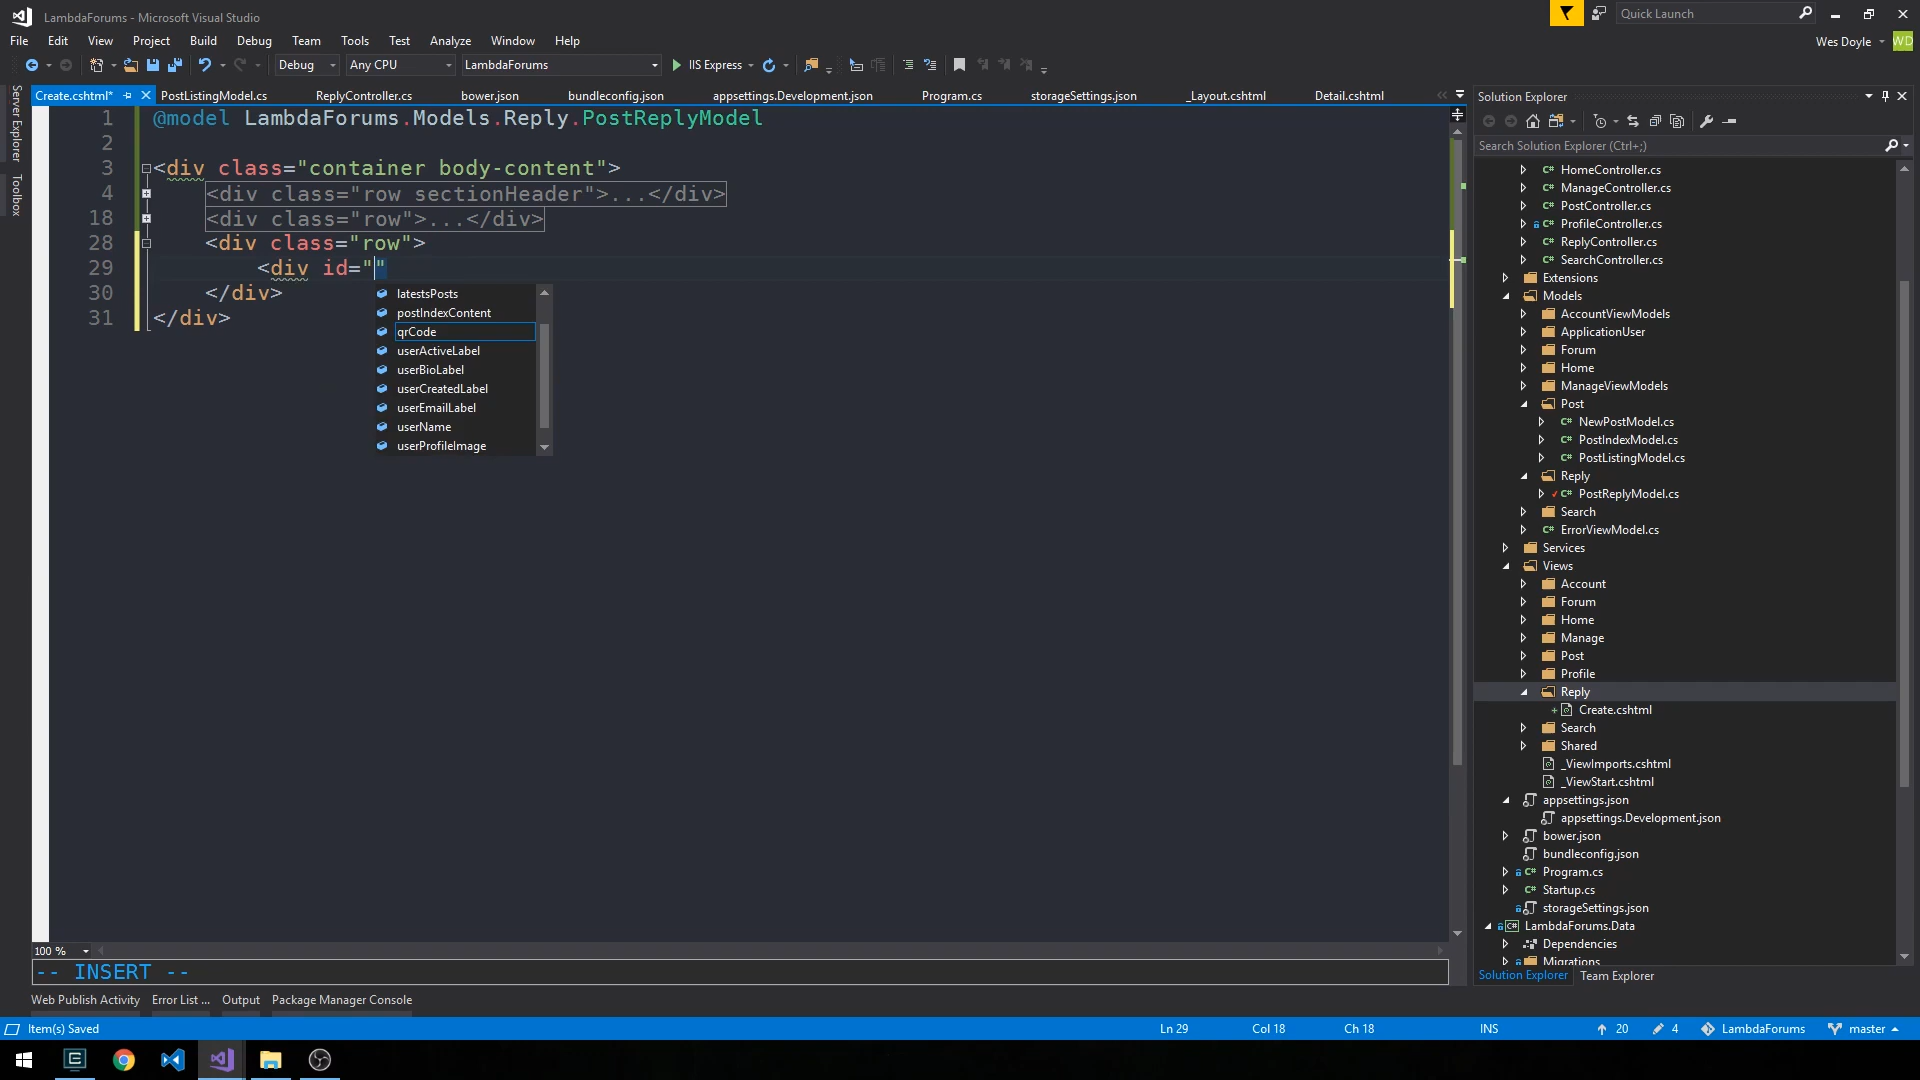 LambdaForums - Microsoft Visual Studio
Quick Launch
File Edit View Project Build Debug Team Tools Test Analyze Window Help
Wes Doyle WD
Debug Any CPU LambdaForums IIS Express
Server Explorer
Toolbox
Create.cshtml* PostListingModel.cs ReplyController.cs bower.json bundleconfig.json appsettings.Development.json Program.cs storageSettings.json _Layout.cshtml Detail.cshtml
1 @model LambdaForums.Models.Reply.PostReplyModel
2
3 <div class="container body-content">
4 <div class="row sectionHeader">...</div>
18 <div class="row">...</div>
28 <div class="row">
29 <div id=""
30 </div>
31 </div>
latestsPosts
postIndexContent
qrCode
userActiveLabel
userBioLabel
userCreatedLabel
userEmailLabel
userName
userProfileImage
100 %
-- INSERT --
Web Publish Activity Error List ... Output Package Manager Console
Solution Explorer
Search Solution Explorer (Ctrl+;)
HomeController.cs
ManageController.cs
PostController.cs
ProfileController.cs
ReplyController.cs
SearchController.cs
Extensions
Models
AccountViewModels
ApplicationUser
Forum
Home
ManageViewModels
Post
NewPostModel.cs
PostIndexModel.cs
PostListingModel.cs
Reply
PostReplyModel.cs
Search
ErrorViewModel.cs
Services
Views
Account
Forum
Home
Manage
Post
Profile
Reply
Create.cshtml
Search
Shared
_ViewImports.cshtml
_ViewStart.cshtml
appsettings.json
appsettings.Development.json
bower.json
bundleconfig.json
Program.cs
Startup.cs
storageSettings.json
LambdaForums.Data
Dependencies
Migrations
Solution Explorer Team Explorer
Item(s) Saved Ln 29 Col 18 Ch 18 INS 20 4 LambdaForums master